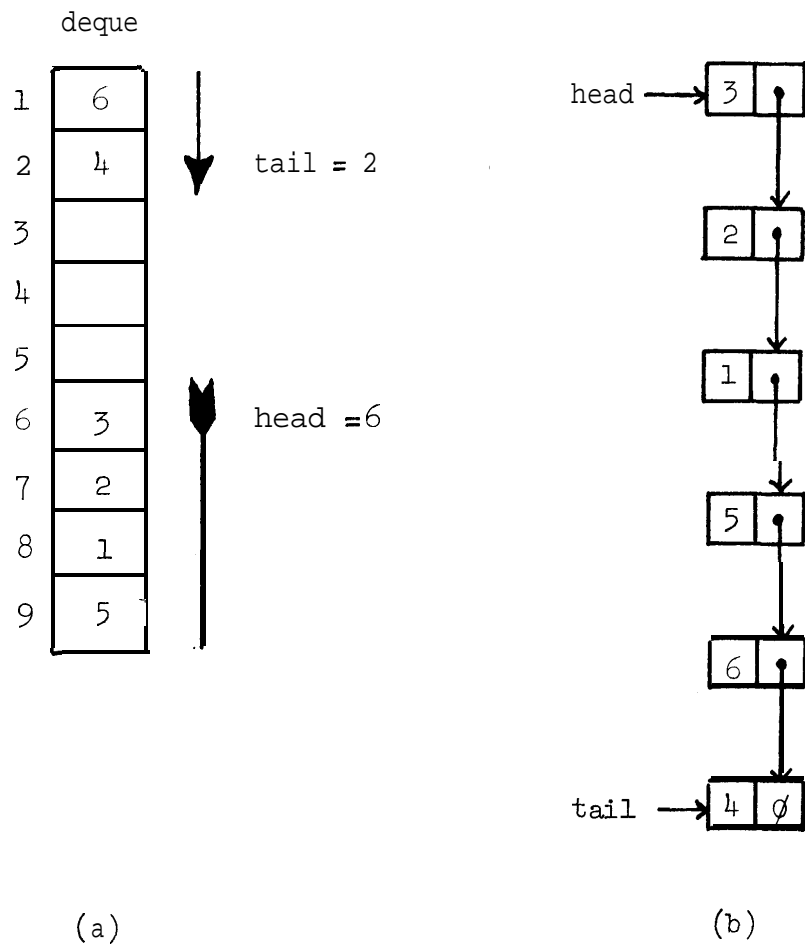 deque
1 6
2 4
tail = 2
3
4
5
6 3
head =6
7 2
8 1
9 5
(a)
head 3
2
1
5
6
tail 4 ∅
(b)